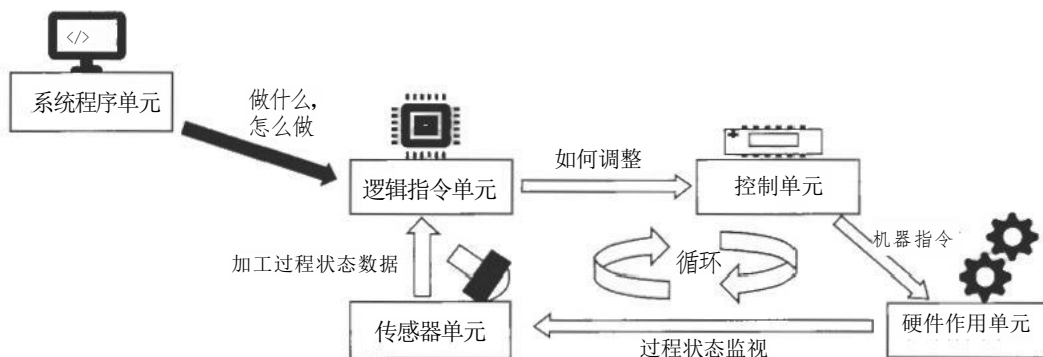 </>
系统程序单元
做什么，
怎么做
逻辑指令单元
如何调整
控制单元
加工过程状态数据
循环
机器指令
传感器单元
过程状态监视
硬件作用单元